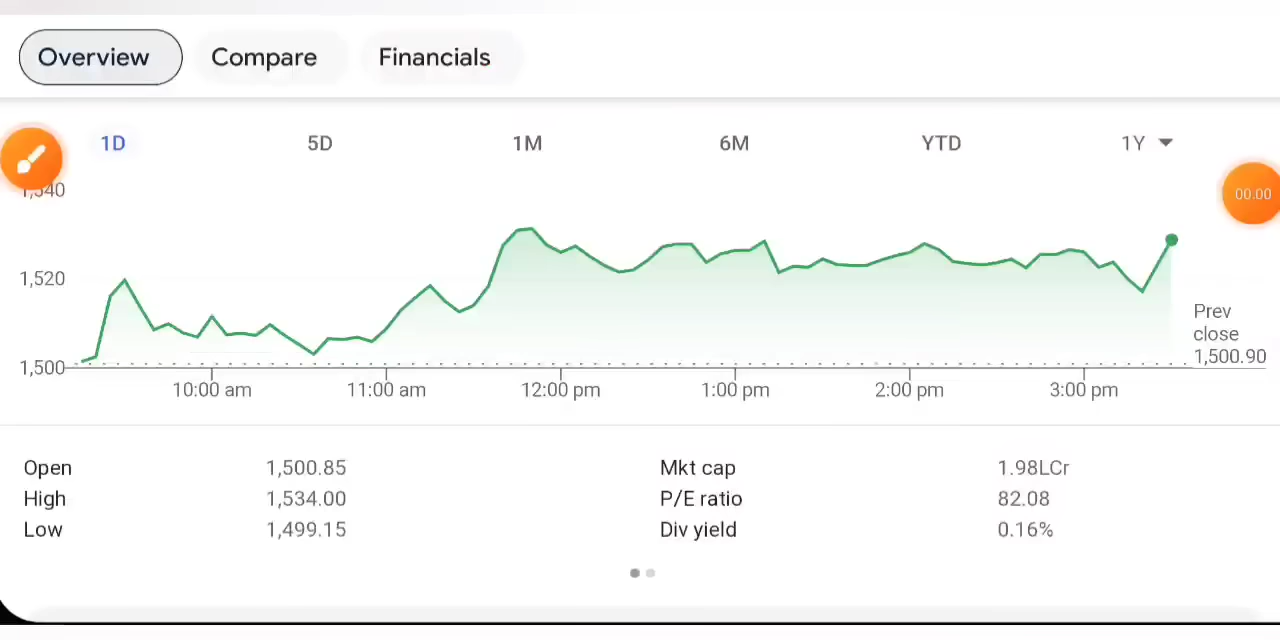 Overview Compare Financials
1D 5D 1M 6M YTD 1Y
00.00
1,540
1,520
Prev
close
1,500.90
1,500
10:00 am 11:00 am 12:00 pm 1:00 pm 2:00 pm 3:00 pm
Open 1,500.85 Mkt cap 1.98LCr
High 1,534.00 P/E ratio 82.08
Low 1,499.15 Div yield 0.16%